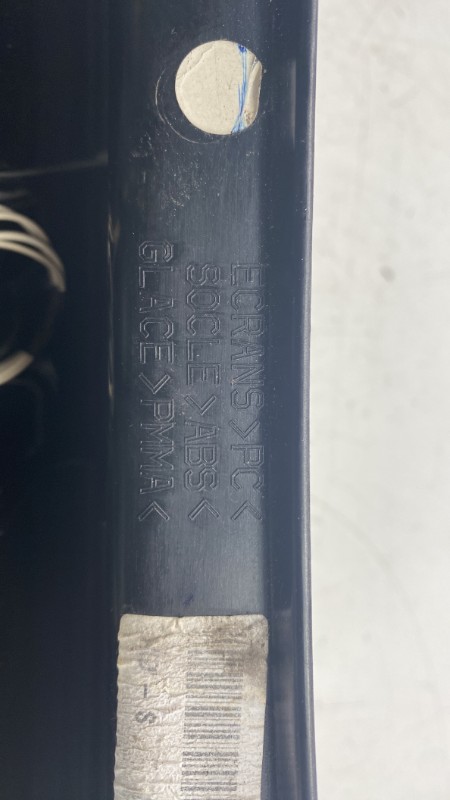 ECRANS >PC<
SOCLE >ABS<
GLACE >PMMA<